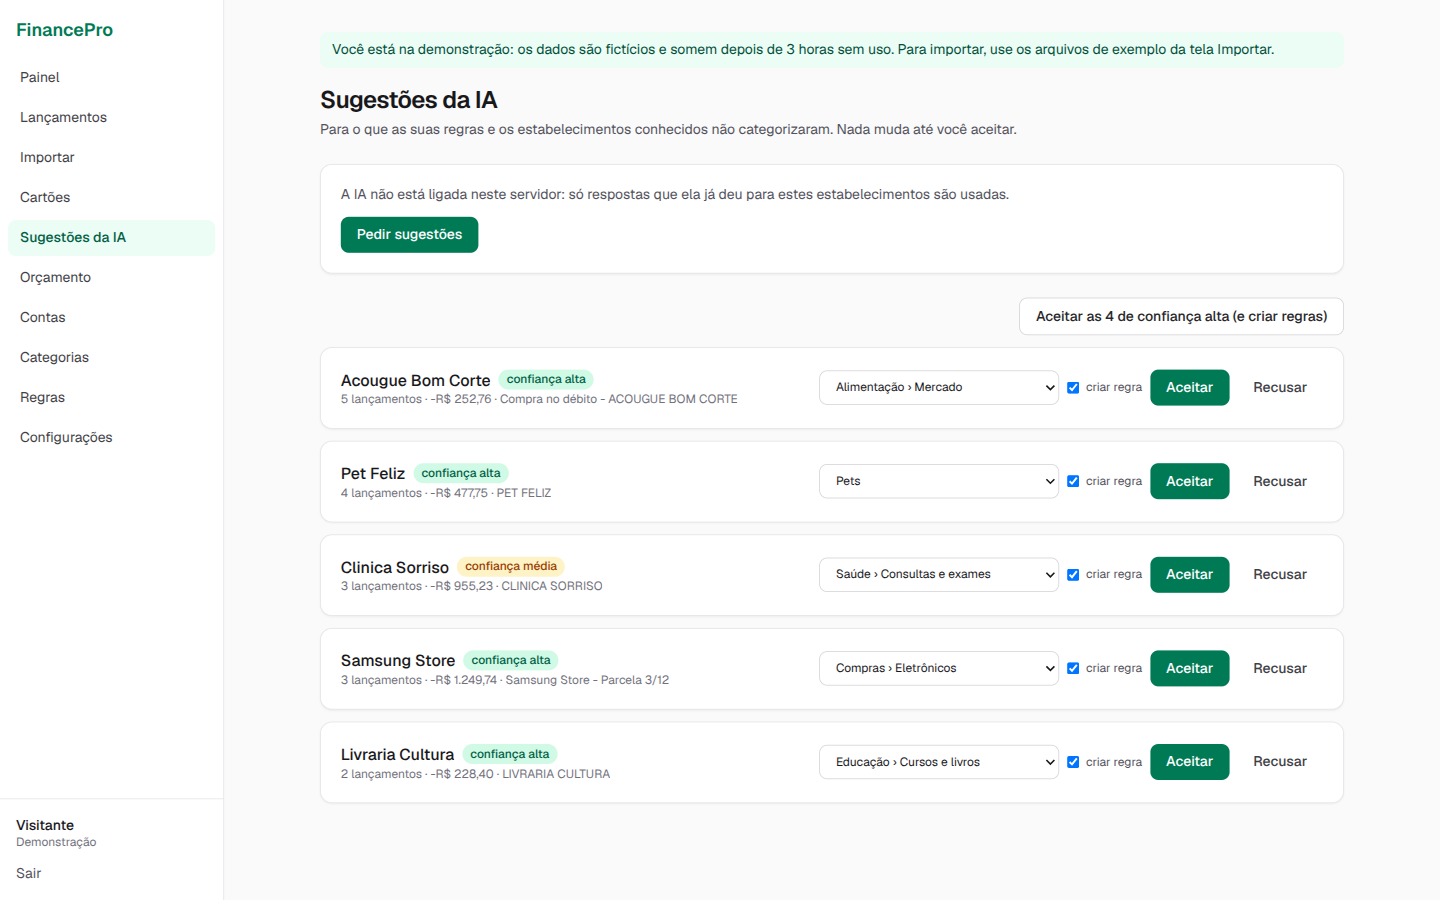 FinancePro
Painel
Lançamentos
Importar
Cartões
Sugestões da IA
Orçamento
Contas
Categorias
Regras
Configurações
Visitante
Demonstração
Sair
Você está na demonstração: os dados são fictícios e somem depois de 3 horas sem uso. Para importar, use os arquivos de exemplo da tela Importar.
Sugestões da IA
Para o que as suas regras e os estabelecimentos conhecidos não categorizaram. Nada muda até você aceitar.
A IA não está ligada neste servidor: só respostas que ela já deu para estes estabelecimentos são usadas.
Pedir sugestões
Aceitar as 4 de confiança alta (e criar regras)
Acougue Bom Corte confiança alta
5 lançamentos · -R$ 252,76 · Compra no débito - ACOUGUE BOM CORTE
Alimentação › Mercado criar regra Aceitar Recusar
Pet Feliz confiança alta
4 lançamentos · -R$ 477,75 · PET FELIZ
Pets criar regra Aceitar Recusar
Clinica Sorriso confiança média
3 lançamentos · -R$ 955,23 · CLINICA SORRISO
Saúde › Consultas e exames criar regra Aceitar Recusar
Samsung Store confiança alta
3 lançamentos · -R$ 1.249,74 · Samsung Store - Parcela 3/12
Compras › Eletrônicos criar regra Aceitar Recusar
Livraria Cultura confiança alta
2 lançamentos · -R$ 228,40 · LIVRARIA CULTURA
Educação › Cursos e livros criar regra Aceitar Recusar